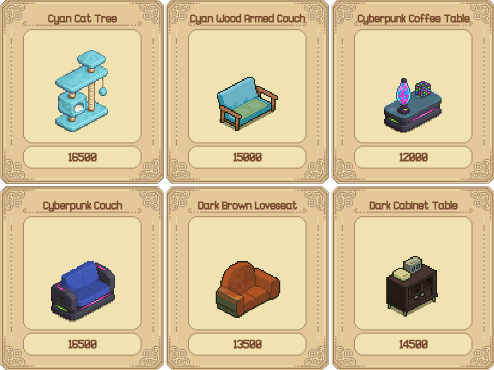 Cyan Cat Tree
Cyan Wood Armed Couch
Cyberpunk Coffee Table
16500
15000
12000
Cyberpunk Couch
Dark Brown Loveseat
Dark Cabinet Table
16500
13500
14500